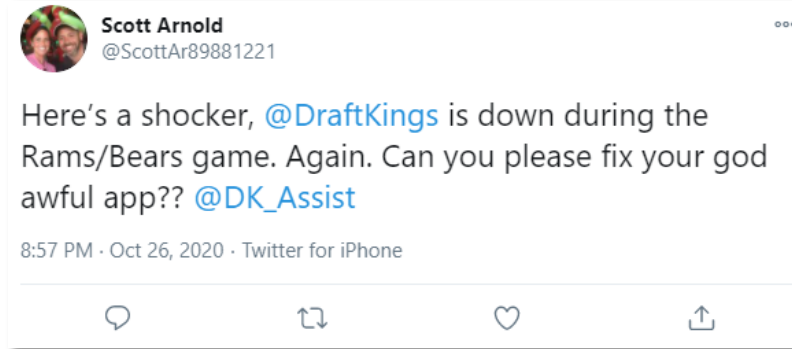 Scott Arnold
@ScottAr89881221
Here's a shocker, @DraftKings is down during the
Rams/Bears game. Again. Can you please fix your god
awful app?? @DK_Assist
8:57 PM · Oct 26, 2020 · Twitter for iPhone